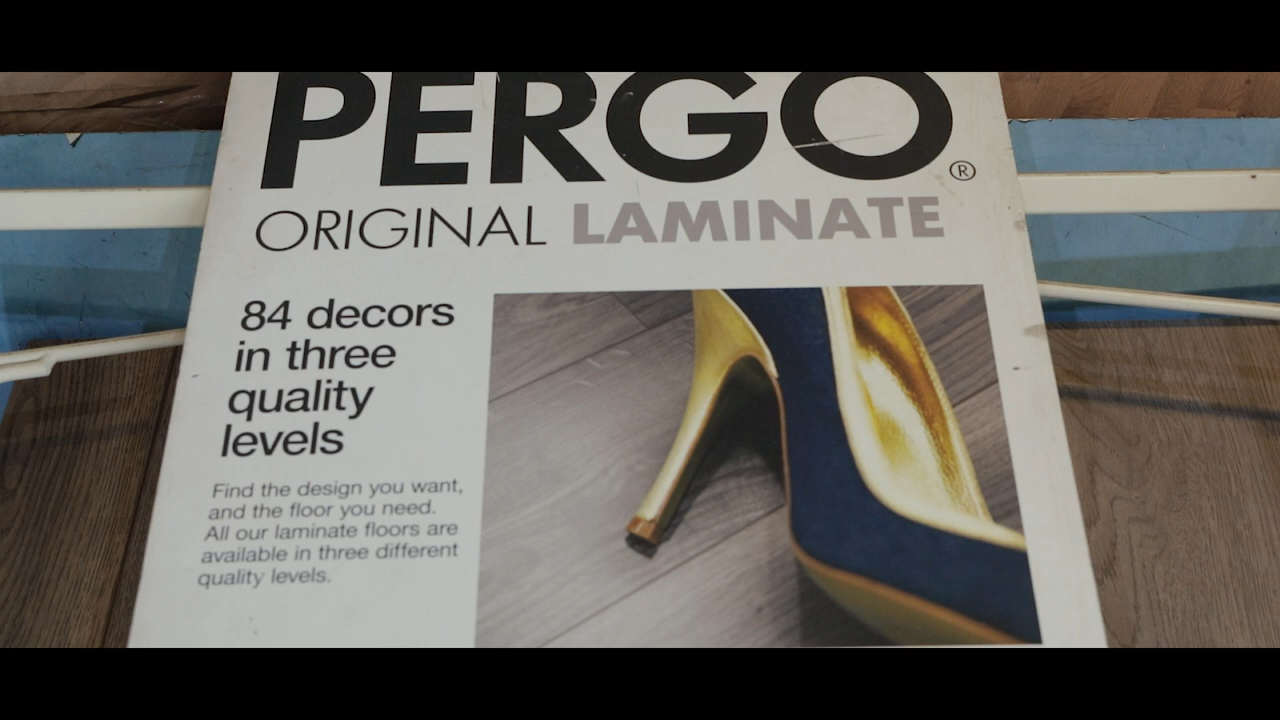 PERGO®
ORIGINAL LAMINATE
84 decors
in three
quality
levels
Find the design you want,
and the floor you need.
All our laminate floors are
available in three different
quality levels.